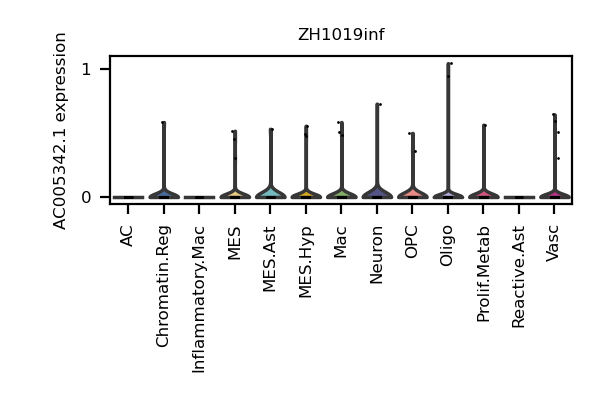 ZH1019inf
AC005342.1 expression
1
0
AC
Chromatin.Reg
Inflammatory.Mac
MES
MES.Ast
MES.Hyp
Mac
Neuron
OPC
Oligo
Prolif.Metab
Reactive.Ast
Vasc